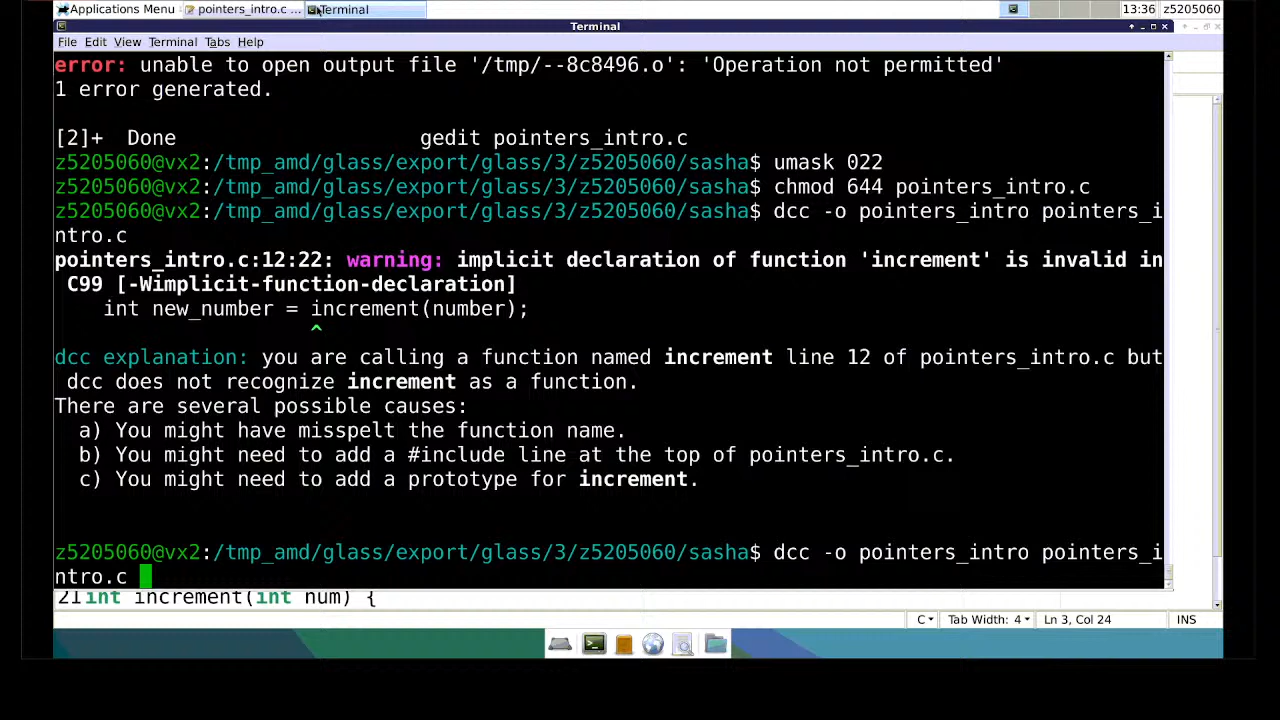 Applications Menu pointers_intro.c ... Terminal 13:36 z5205060
Terminal
File Edit View Terminal Tabs Help
error: unable to open output file '/tmp/--8c8496.o': 'Operation not permitted'
1 error generated.
[2]+  Done                    gedit pointers_intro.c
z5205060@vx2:/tmp_amd/glass/export/glass/3/z5205060/sasha$ umask 022
z5205060@vx2:/tmp_amd/glass/export/glass/3/z5205060/sasha$ chmod 644 pointers_intro.c
z5205060@vx2:/tmp_amd/glass/export/glass/3/z5205060/sasha$ dcc -o pointers_intro pointers_i
ntro.c
pointers_intro.c:12:22: warning: implicit declaration of function 'increment' is invalid in
C99 [-Wimplicit-function-declaration]
int new_number = increment(number);
^
dcc explanation: you are calling a function named increment line 12 of pointers_intro.c but
dcc does not recognize increment as a function.
There are several possible causes:
a) You might have misspelt the function name.
b) You might need to add a #include line at the top of pointers_intro.c.
c) You might need to add a prototype for increment.
z5205060@vx2:/tmp_amd/glass/export/glass/3/z5205060/sasha$ dcc -o pointers_intro pointers_i
ntro.c
21int increment(int num) {
C Tab Width: 4 Ln 3, Col 24 INS